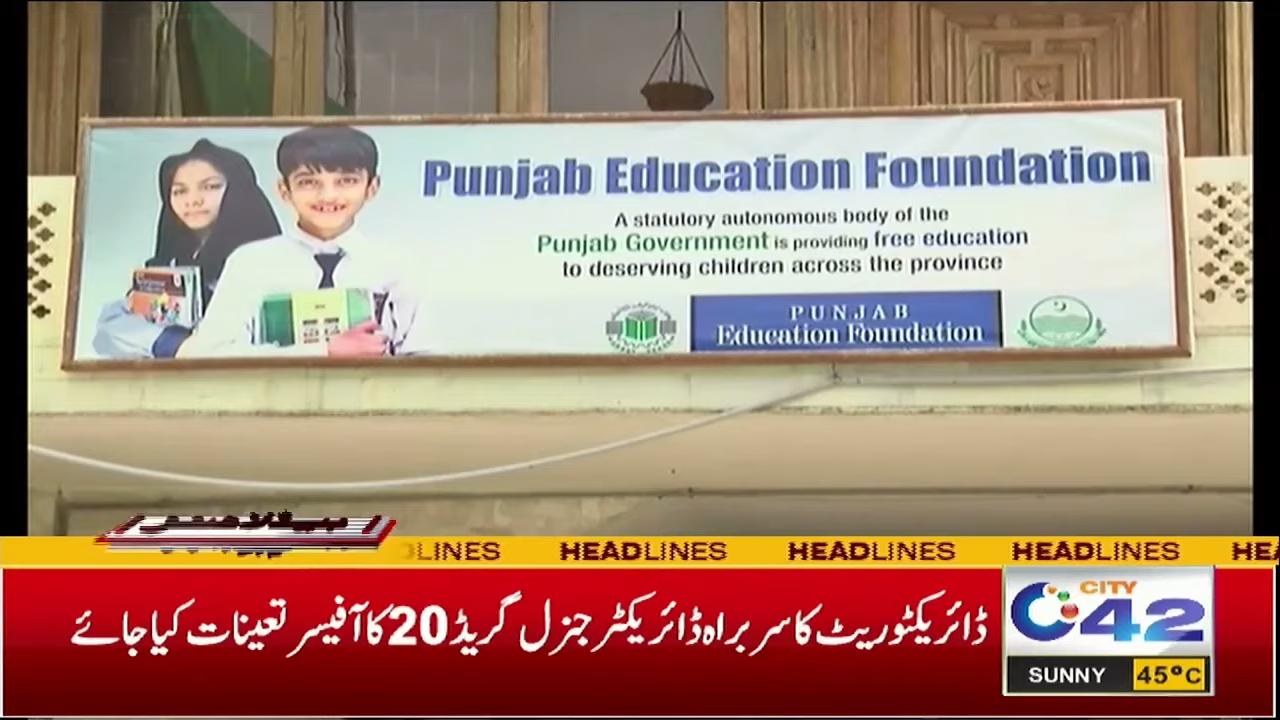 Punjab Education Foundation
A statutory autonomous body of the
Punjab Government is providing free education
to deserving children across the province
PUNJAB
Education Foundation
HEADLINES HEADLINES HEADLINES
ڈائریکٹوریٹ کا سربراہ ڈائریکٹر جنرل گریڈ 20 کا آفیسر تعینات کیا جائے
CITY
42
SUNNY 45°C